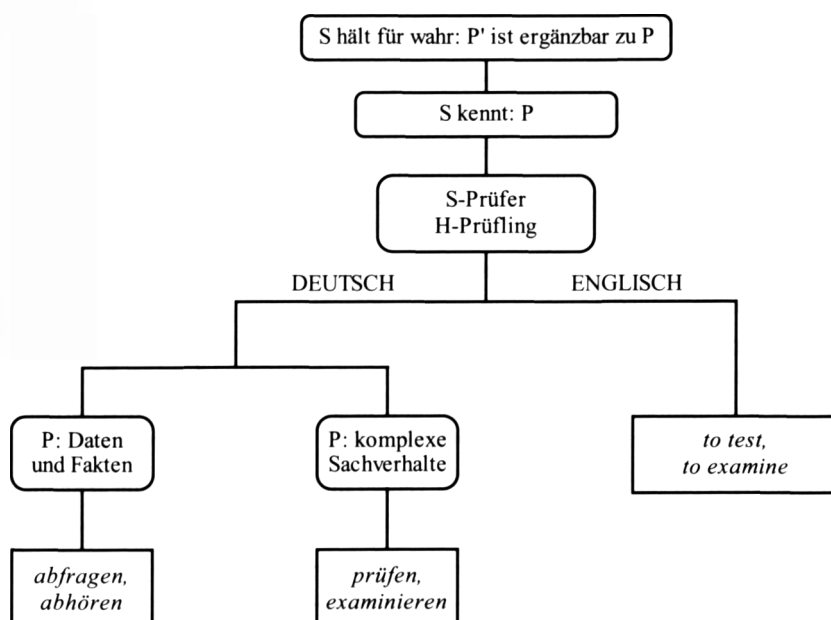 S hält für wahr: P' ist ergänzbar zu P
S kennt: P
S-Prüfer
H-Prüfling
DEUTSCH
ENGLISCH
P: Daten
und Fakten
P: komplexe
Sachverhalte
to test,
to examine
abfragen,
abhören
prüfen,
examinieren